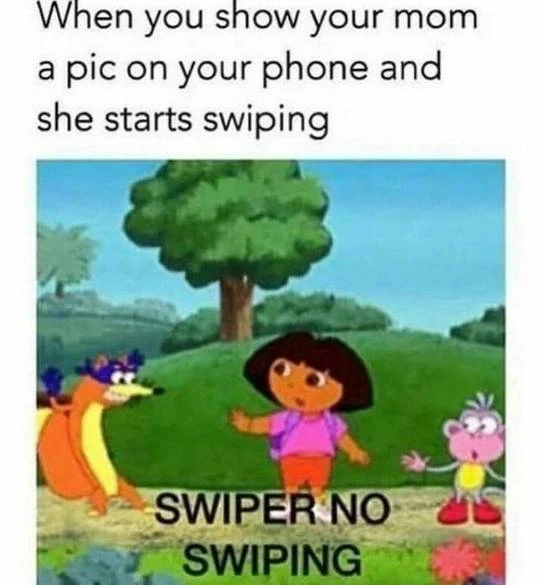 When you show your mom
a pic on your phone and
she starts swiping
SWIPER NO
SWIPING